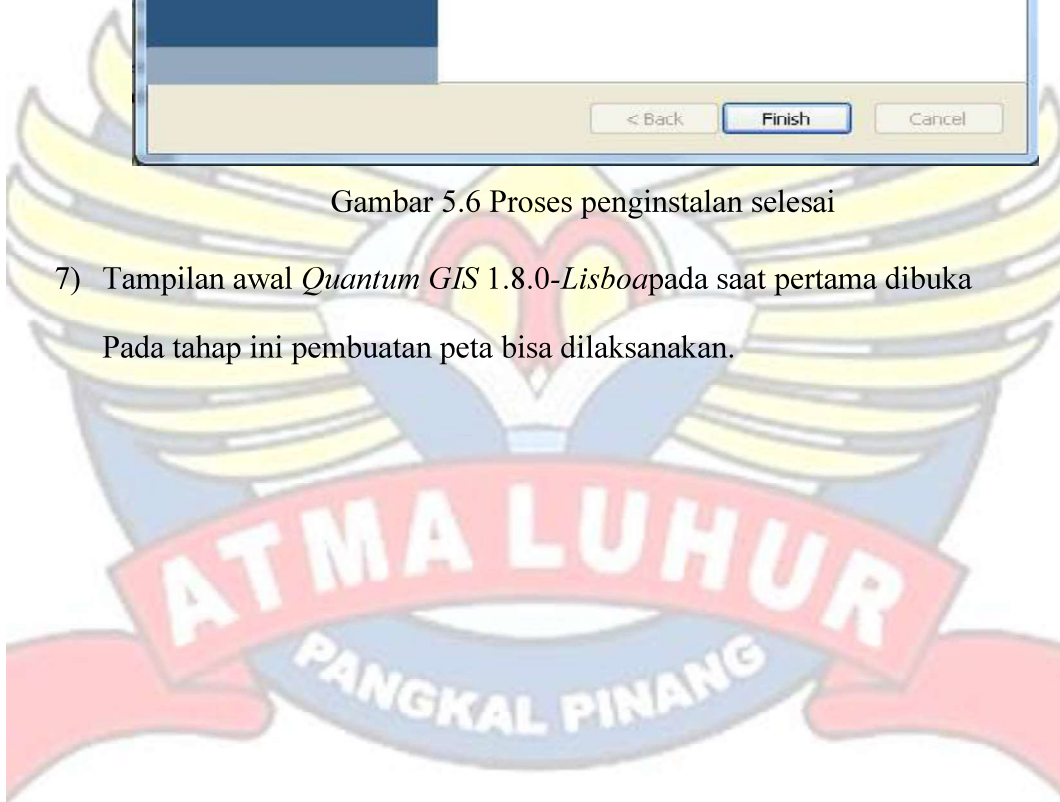 < Back Finish Cancel
Gambar 5.6 Proses penginstalan selesai
7) Tampilan awal Quantum GIS 1.8.0-Lisboapada saat pertama dibuka
Pada tahap ini pembuatan peta bisa dilaksanakan.
ATMA LUHUR
PANGKAL PINANG